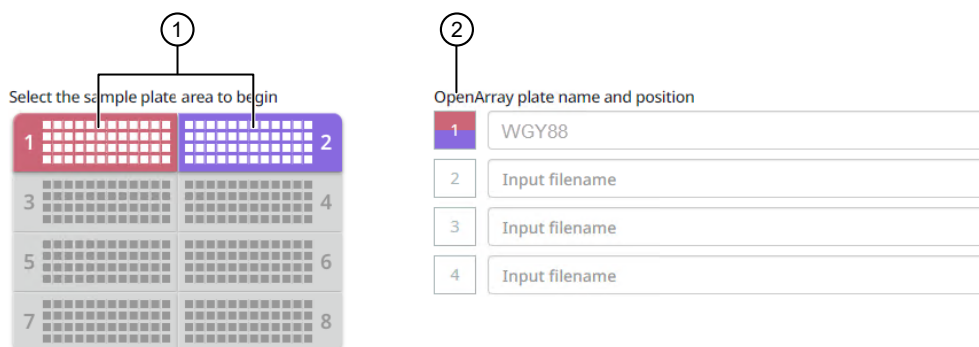 1
2
Select the sample plate area to begin
OpenArray plate name and position
1
2
1
WGY88
3
4
2
Input filename
5
6
3
Input filename
7
8
4
Input filename